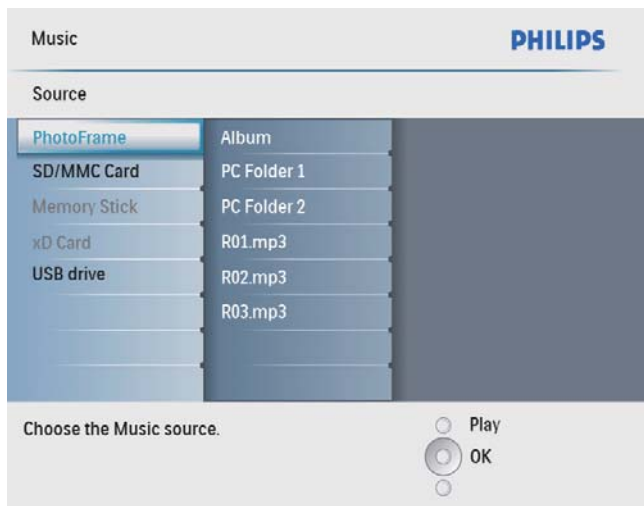 Music
PHILIPS
Source
PhotoFrame
SD/MMC Card
Memory Stick
xD Card
USB drive
Album
PC Folder 1
PC Folder 2
R01.mp3
R02.mp3
R03.mp3
Choose the Music source.
Play
OK